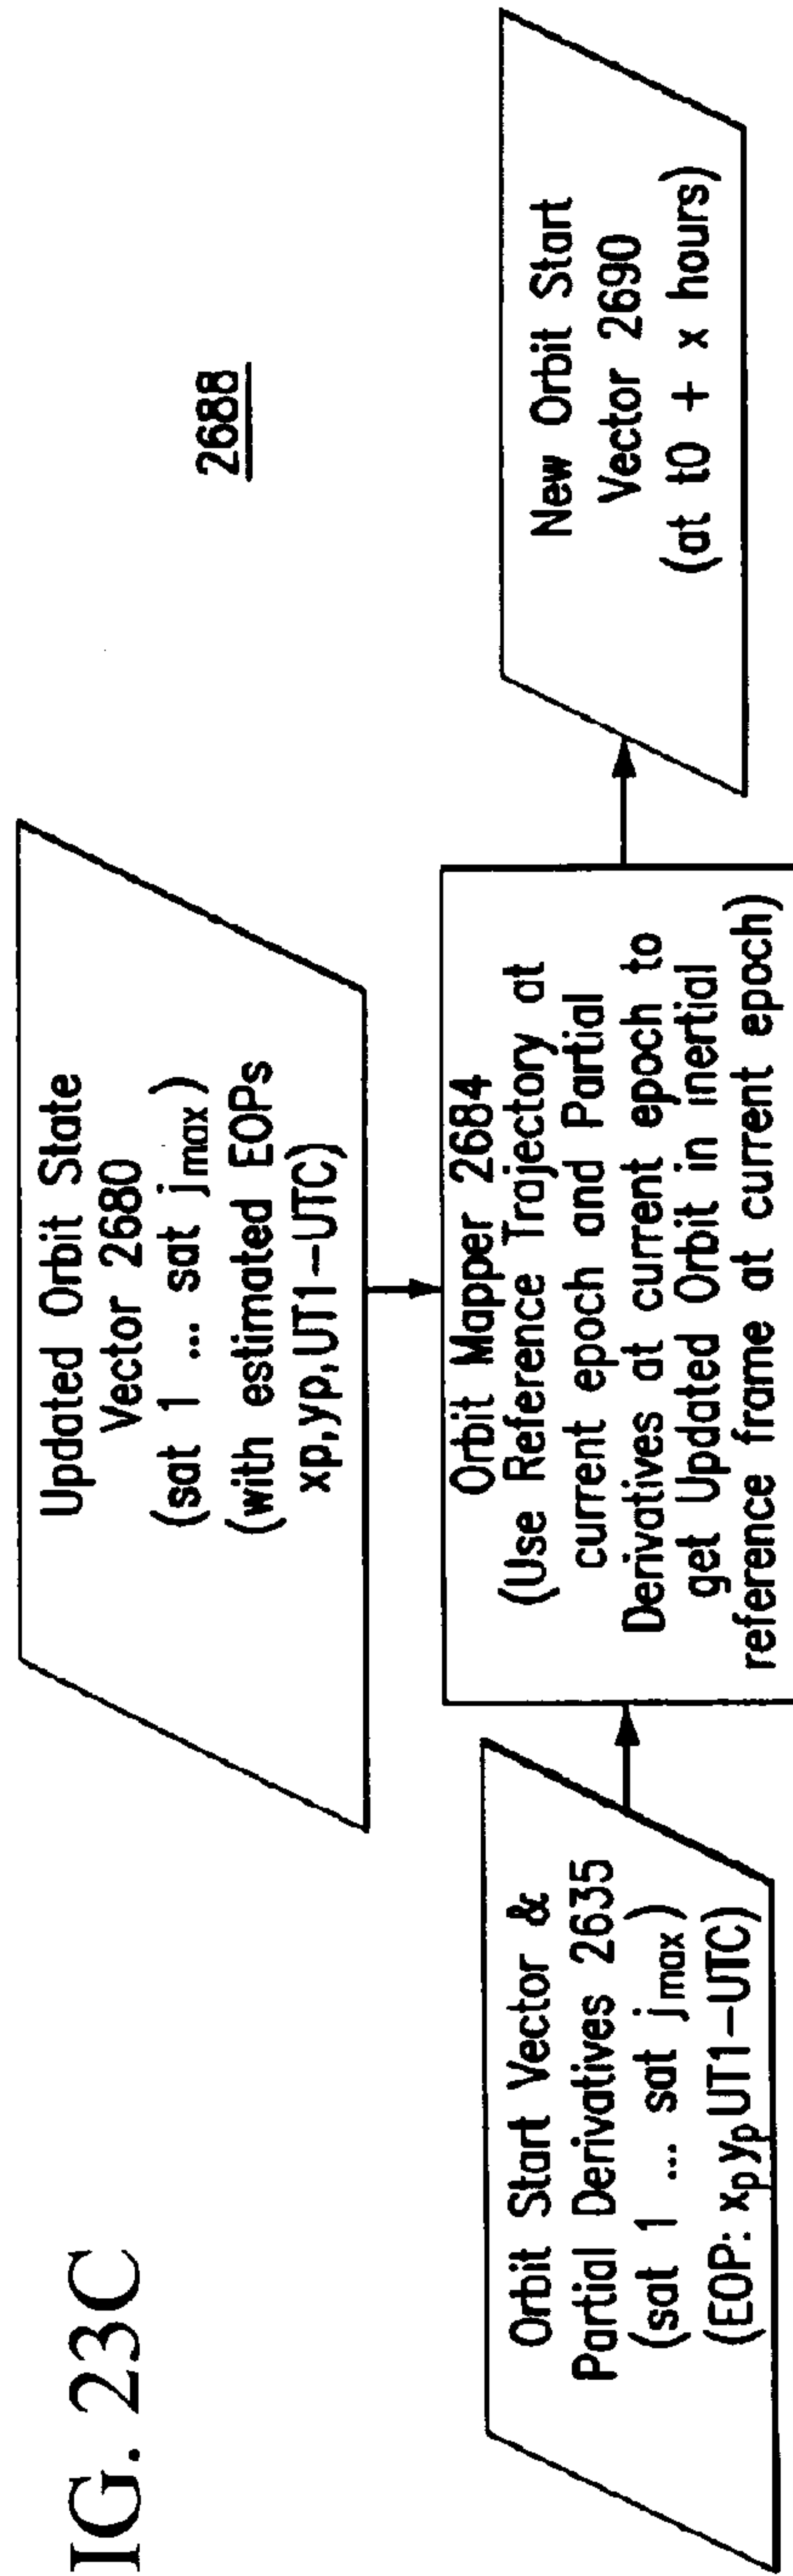 IG. 23C
2688
Updated Orbit State
Vector 2680
(sat 1 ... sat jmax)
(with estimated EOPs
xp,yp,UT1-UTC)
Orbit Start Vector &
Partial Derivatives 2635
(sat 1 ... sat jmax)
(EOP: xp yp UT1-UTC)
Orbit Mapper 2684
(Use Reference Trajectory at
current epoch and Partial
Derivatives at current epoch to
get Updated Orbit in inertial
reference frame at current epoch)
New Orbit Start
Vector 2690
(at t0 + x hours)